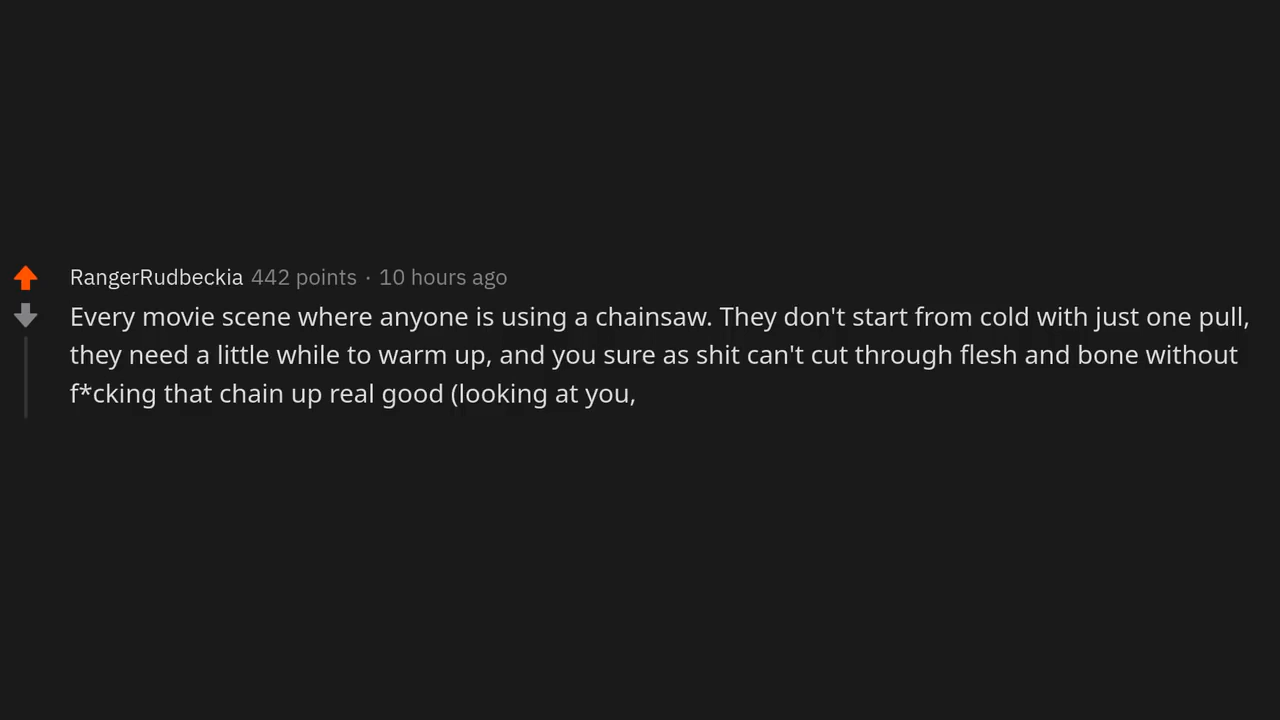 RangerRudbeckia 442 points · 10 hours ago
Every movie scene where anyone is using a chainsaw. They don't start from cold with just one pull,
they need a little while to warm up, and you sure as shit can't cut through flesh and bone without
f*cking that chain up real good (looking at you,